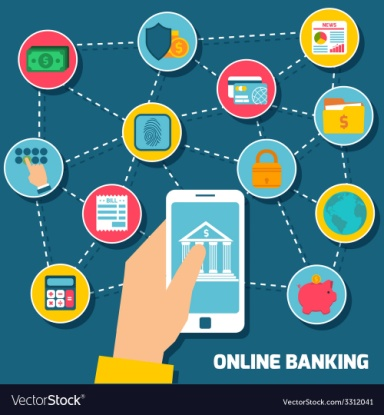 NEWS
$
$
BILL
$
ONLINE BANKING
VectorStock®
VectorStock.com/3312041